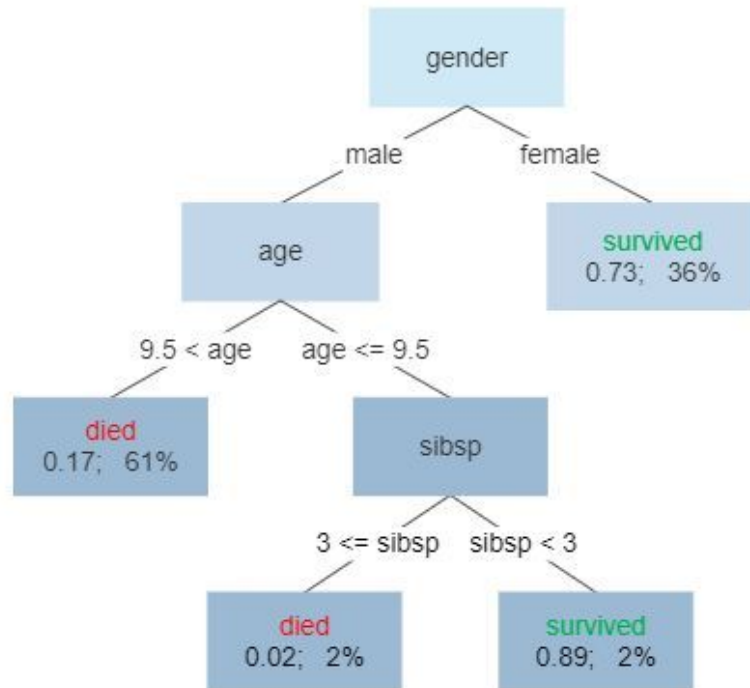 gender
male
female
age
survived
0.73; 36%
9.5 < age
age <= 9.5
died
0.17; 61%
sibsp
3 <= sibsp
sibsp < 3
died
0.02; 2%
survived
0.89; 2%